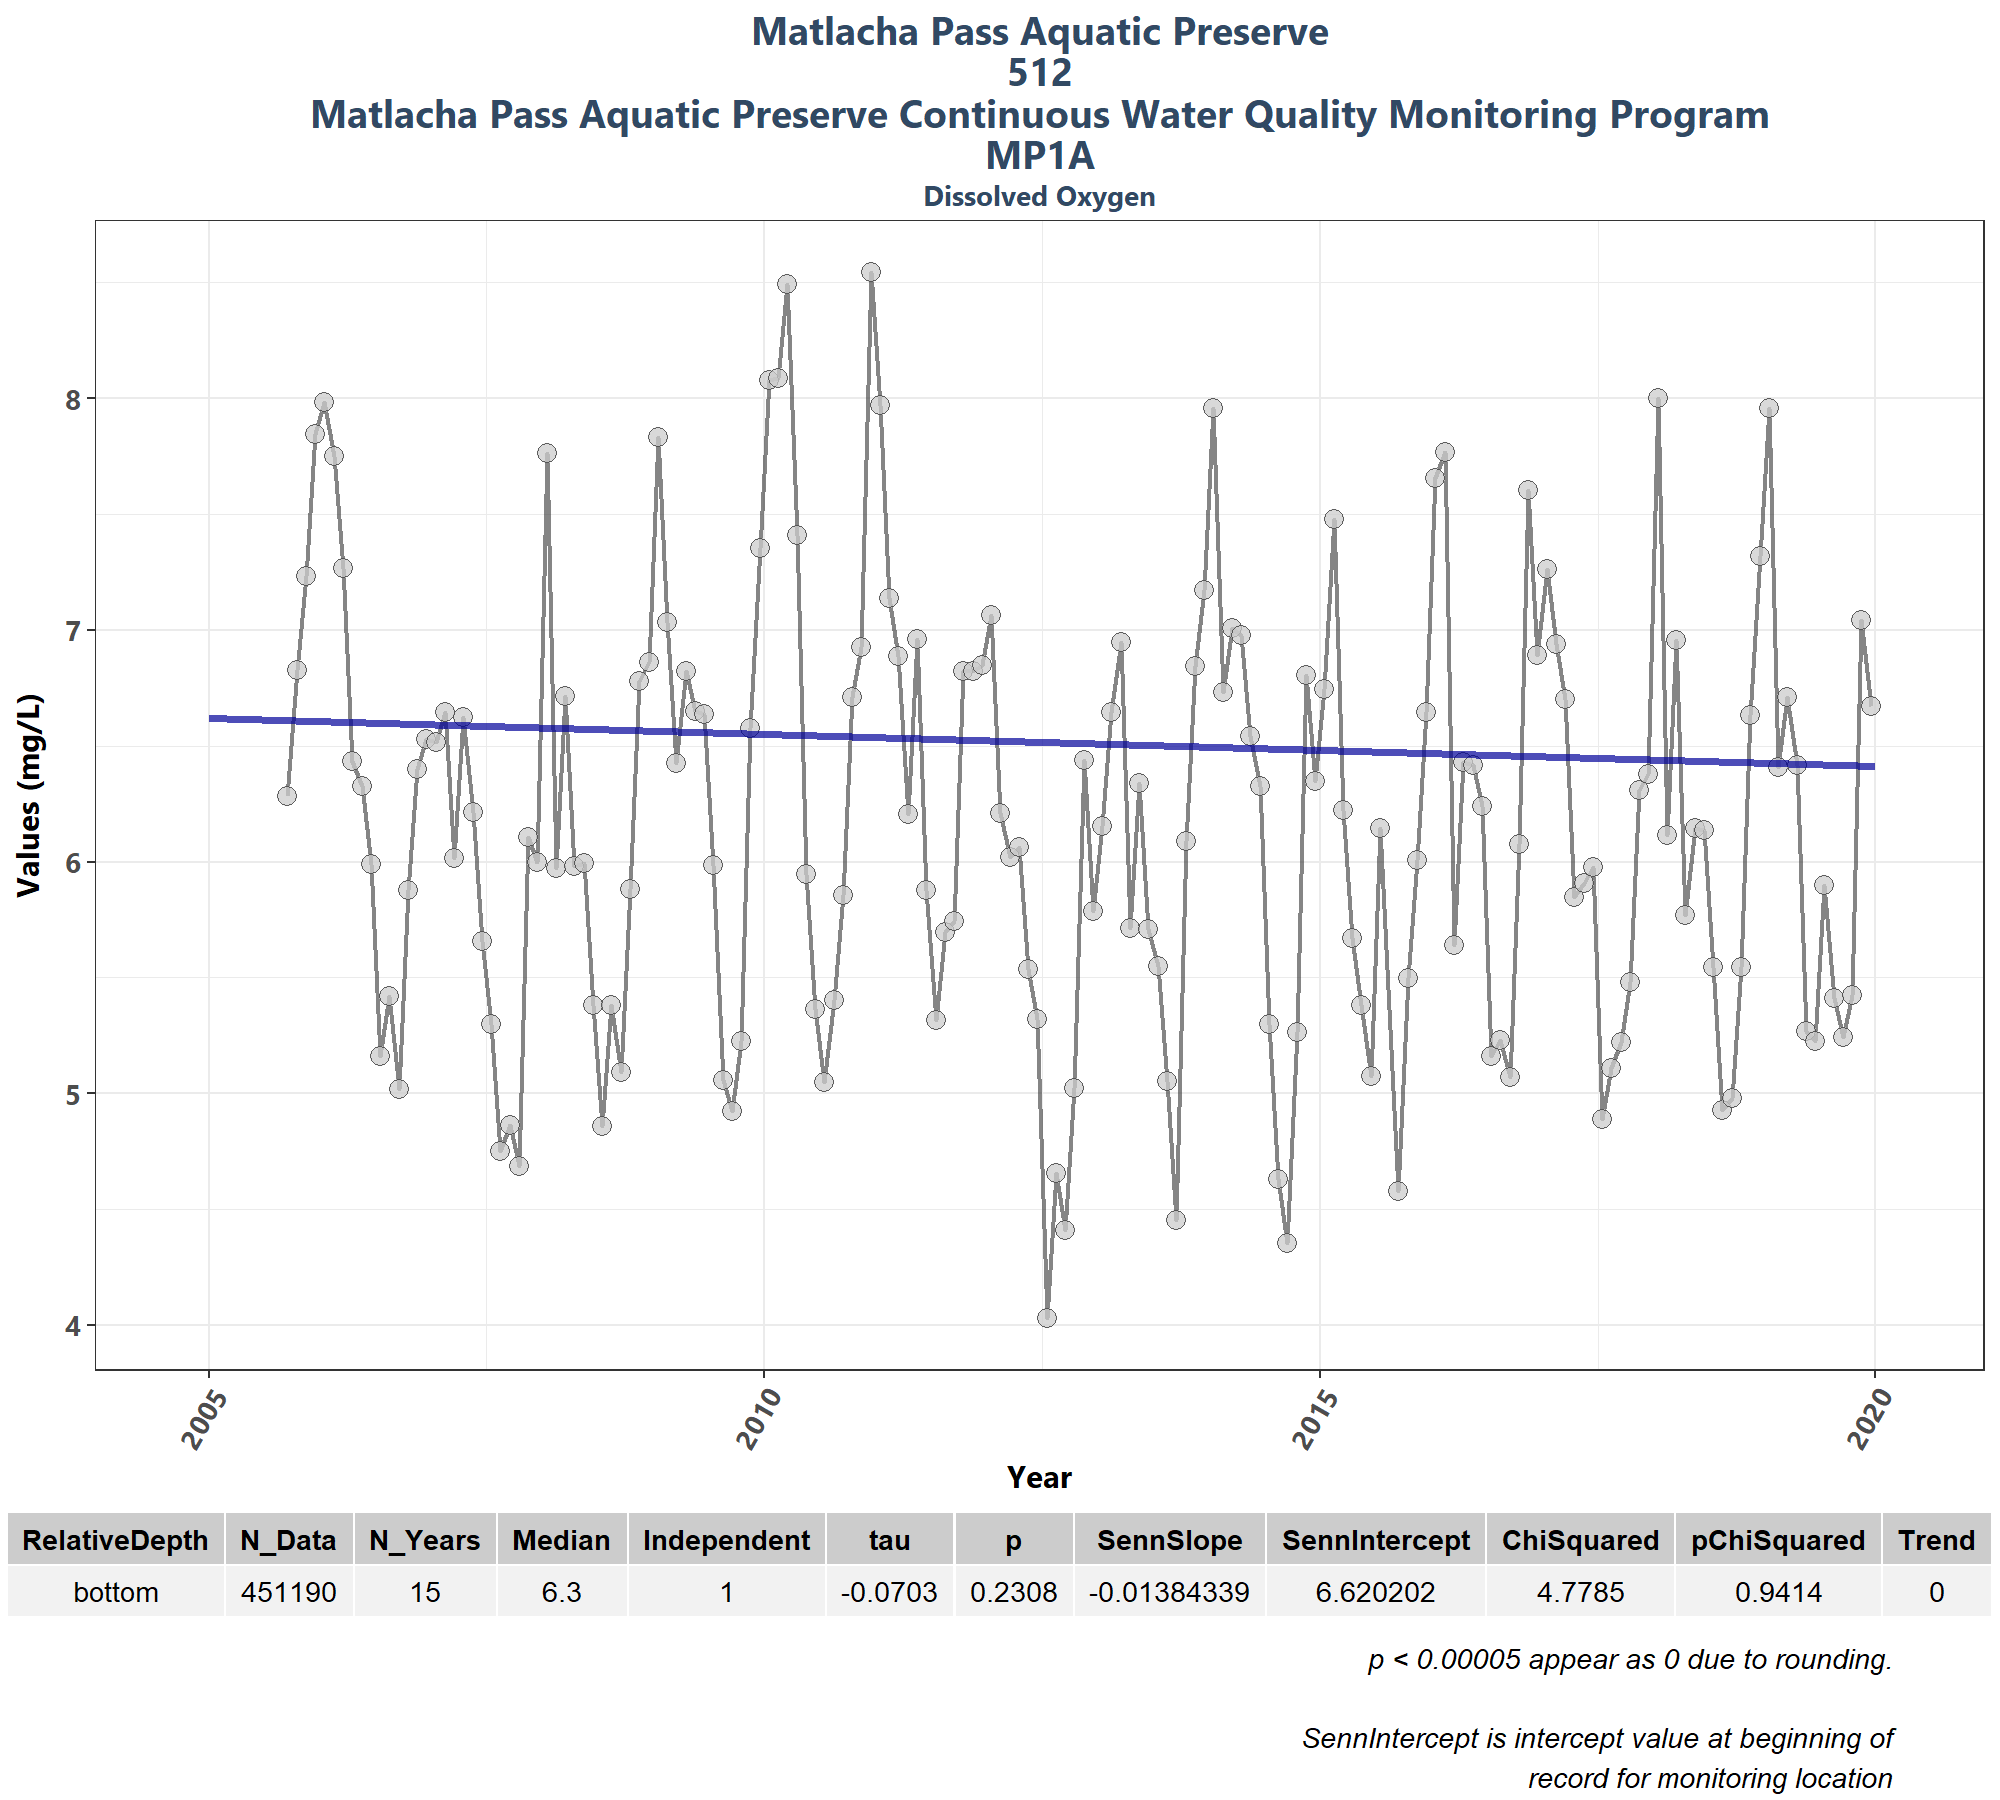 Matlacha Pass Aquatic Preserve
512
Matlacha Pass Aquatic Preserve Continuous Water Quality Monitoring Program
MP1A
Dissolved Oxygen
Values (mg/L)
8
7
6
5
4
2005 2010 2015 2020
Year
RelativeDepth N_Data N_Years Median Independent tau p SennSlope SennIntercept ChiSquared pChiSquared Trend
bottom 451190 15 6.3 1 -0.0703 0.2308 -0.01384339 6.620202 4.7785 0.9414 0
p < 0.00005 appear as 0 due to rounding.
SennIntercept is intercept value at beginning of
record for monitoring location